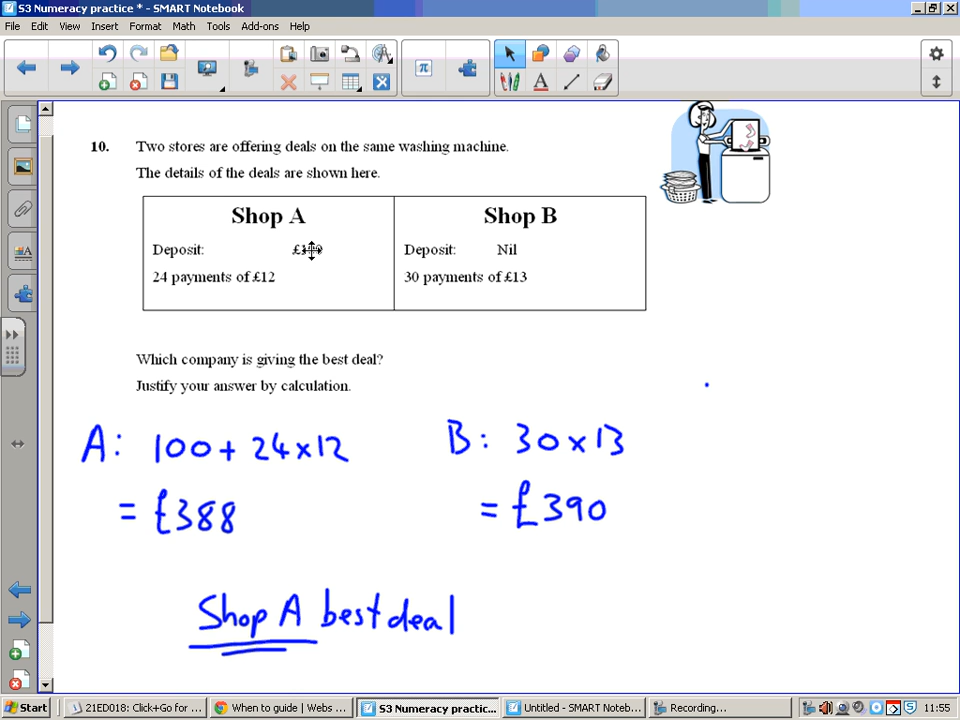 S3 Numeracy practice * - SMART Notebook
File Edit View Insert Format Math Tools Add-ons Help
10. Two stores are offering deals on the same washing machine.
The details of the deals are shown here.
Shop A
Deposit:
24 payments of £12
Shop B
Deposit: Nil
30 payments of £13
Which company is giving the best deal?
Justify your answer by calculation.
A: 100 + 24 x 12
= £388
B: 30 x 13
= £390
Shop A best deal
Start
21ED018: Click+Go for ...
When to guide | Webs ...
S3 Numeracy practic...
Untitled - SMART Noteb...
Recording...
11:55